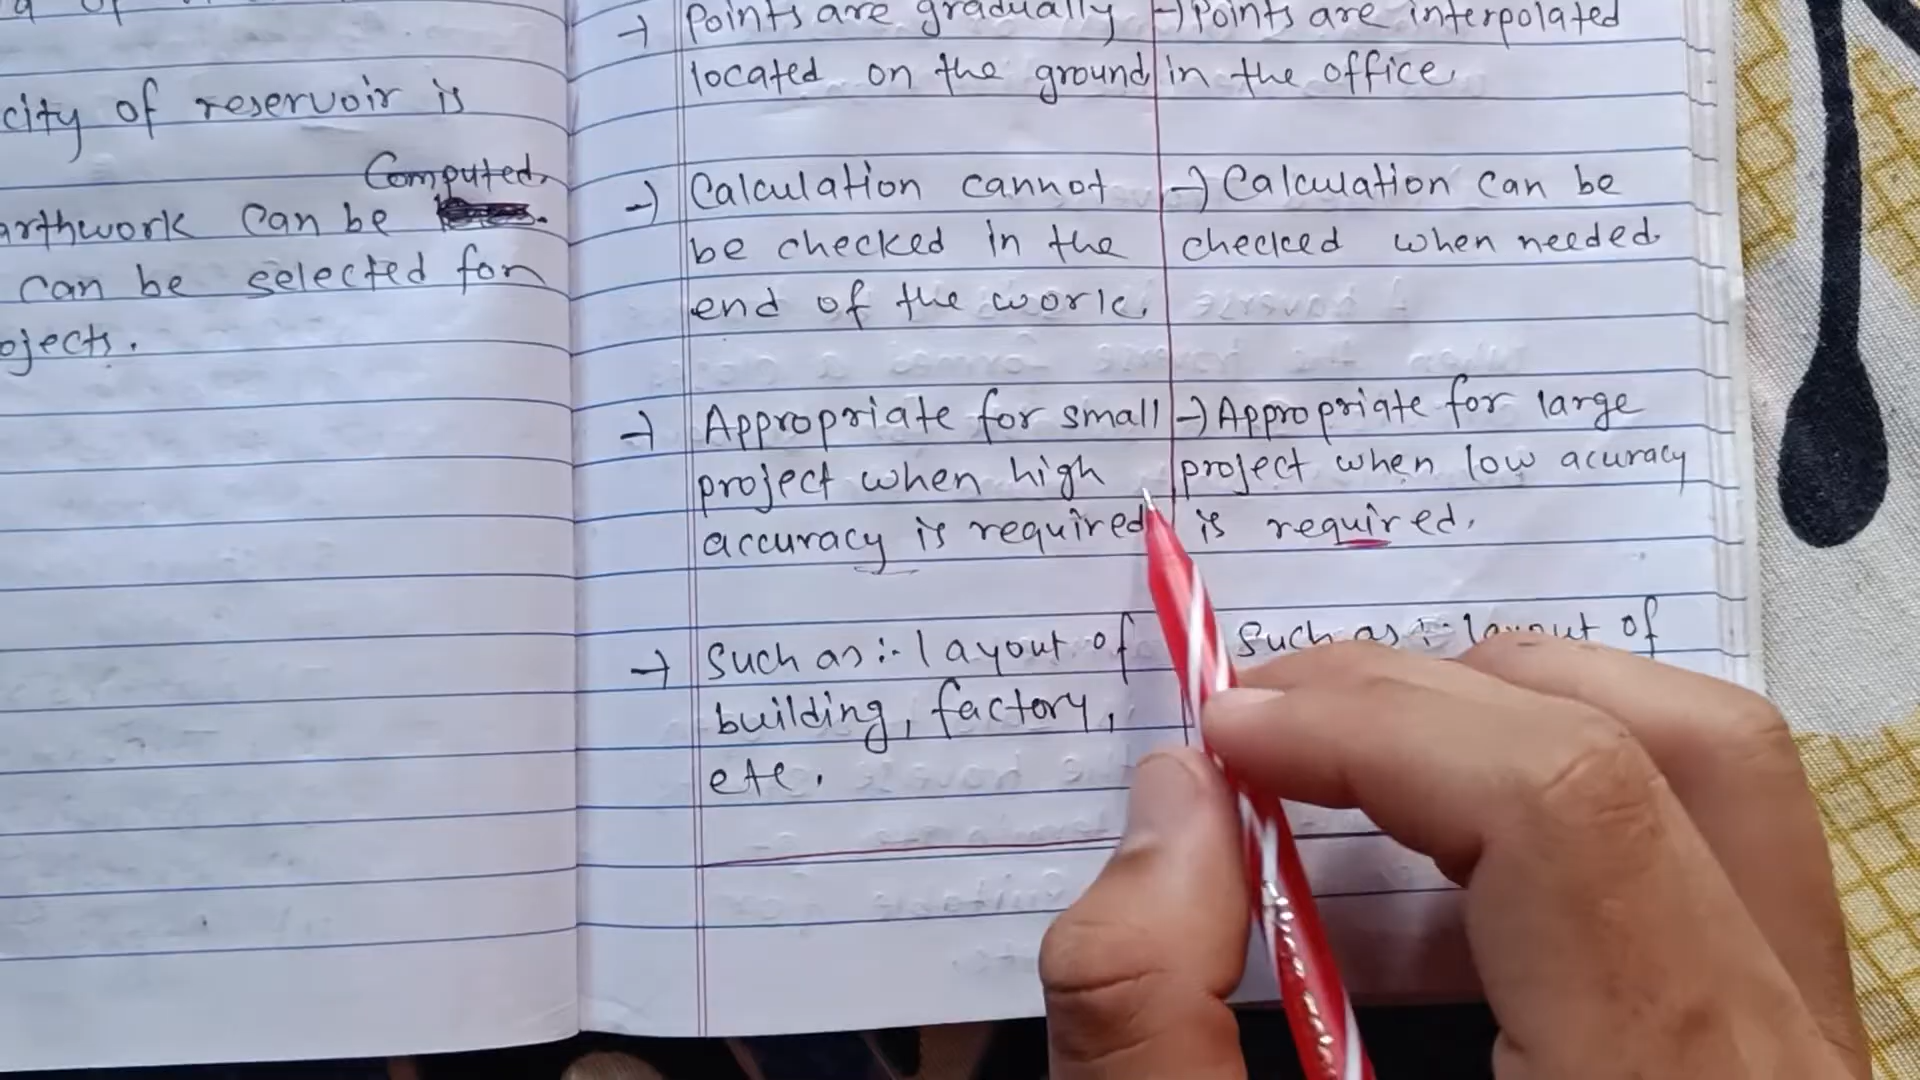 city of reservoir is
Computed.
arthwork can be
can be selected for
ojects.
→ Points are gradually
located on the ground
→ Calculation cannot
be checked in the
end of the work.
→ Appropriate for small
project when high
accuracy is required
→ Such as :- layout of
building, factory,
etc.
→ Points are interpolated
in the office
→ Calculation can be
checked when needed.
→ Appropriate for large
project when low acuracy
is required.
Such as :- layout of